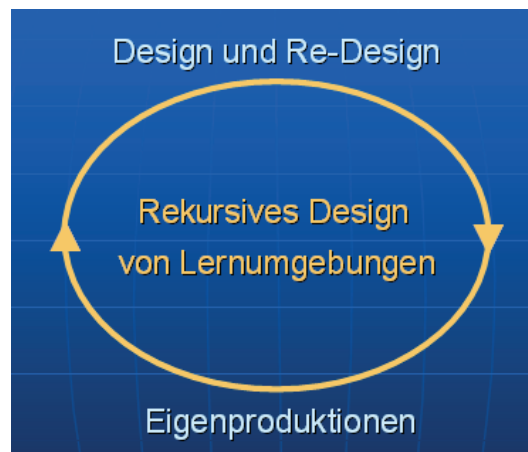 Design und Re-Design
Rekursives Design
von Lernumgebungen
Eigenproduktionen